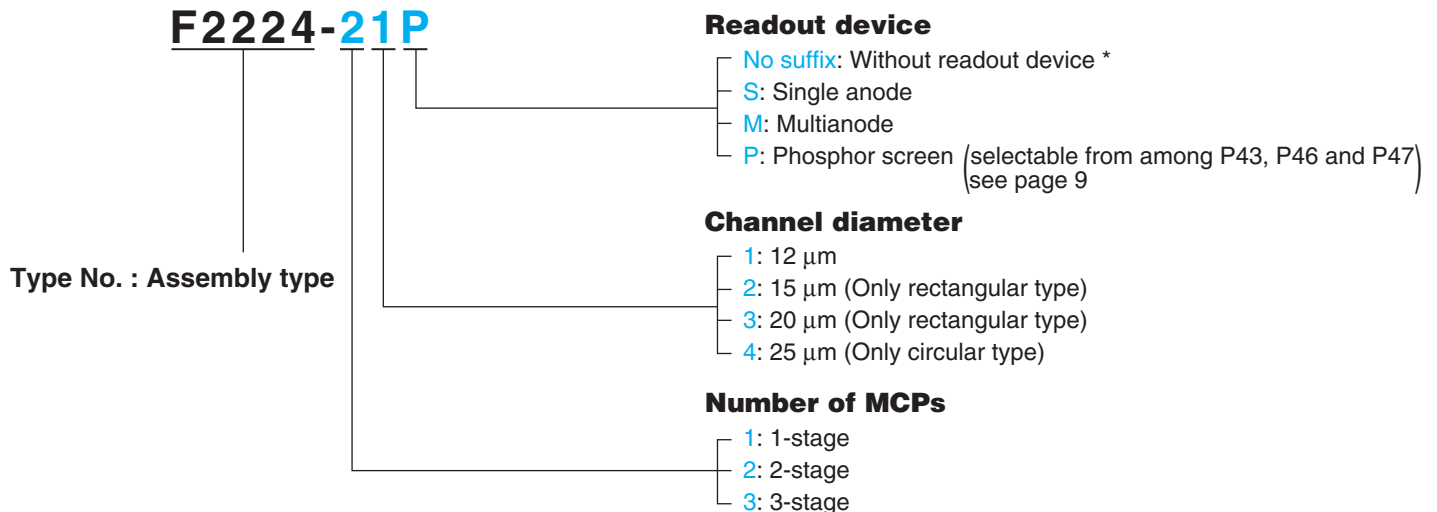 F2224-21P
Type No. : Assembly type
Readout device
No suffix: Without readout device *
S: Single anode
M: Multianode
P: Phosphor screen (selectable from among P43, P46 and P47)
see page 9
Channel diameter
1: 12 μm
2: 15 μm (Only rectangular type)
3: 20 μm (Only rectangular type)
4: 25 μm (Only circular type)
Number of MCPs
1: 1-stage
2: 2-stage
3: 3-stage